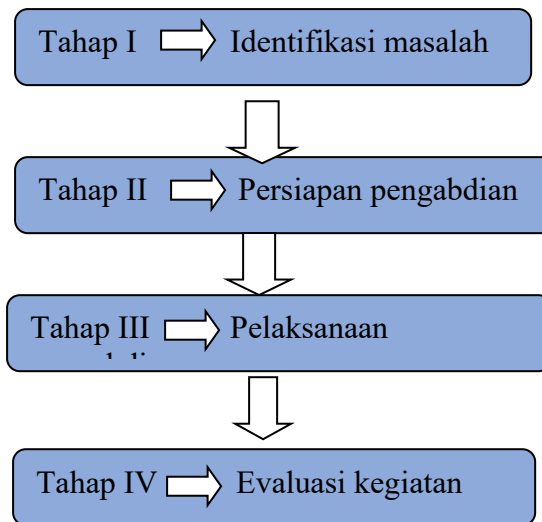 Tahap I Identifikasi masalah
Tahap II Persiapan pengabdian
Tahap III Pelaksanaan
Tahap IV Evaluasi kegiatan